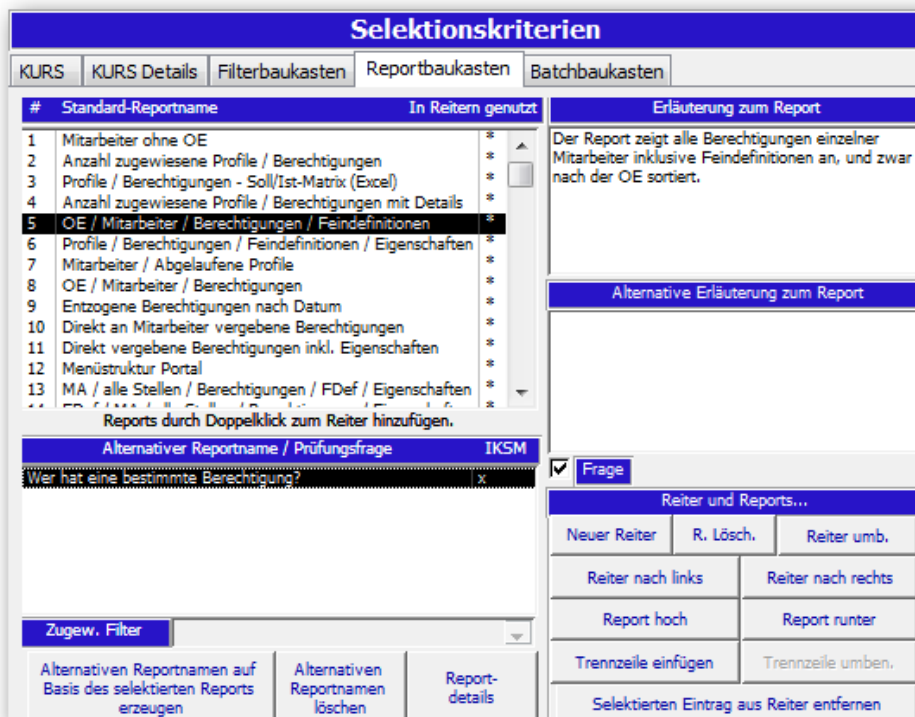 Selektionskriterien
KURS KURS Details Filterbaukasten Reportbaukasten Batchbaukasten
# Standard-Reportname In Reitern genutzt
1 Mitarbeiter ohne OE *
2 Anzahl zugewiesene Profile / Berechtigungen *
3 Profile / Berechtigungen - Soll/Ist-Matrix (Excel) *
4 Anzahl zugewiesene Profile / Berechtigungen mit Details *
5 OE / Mitarbeiter / Berechtigungen / Feindefinitionen *
6 Profile / Berechtigungen / Feindefinitionen / Eigenschaften *
7 Mitarbeiter / Abgelaufene Profile *
8 OE / Mitarbeiter / Berechtigungen *
9 Entzogene Berechtigungen nach Datum *
10 Direkt an Mitarbeiter vergebene Berechtigungen *
11 Direkt vergebene Berechtigungen inkl. Eigenschaften *
12 Menüstruktur Portal *
13 MA / alle Stellen / Berechtigungen / FDef / Eigenschaften *
Reports durch Doppelklick zum Reiter hinzufügen.
Alternativer Reportname / Prüfungsfrage IKSM
Wer hat eine bestimmte Berechtigung? x
Zugew. Filter
Alternativen Reportnamen auf
Basis des selektierten Reports
erzeugen
Alternativen
Reportnamen
löschen
Report-
details
Erläuterung zum Report
Der Report zeigt alle Berechtigungen einzelner
Mitarbeiter inklusive Feindefinitionen an, und zwar
nach der OE sortiert.
Alternative Erläuterung zum Report
Frage
Reiter und Reports...
Neuer Reiter R. Lösch. Reiter umb.
Reiter nach links Reiter nach rechts
Report hoch Report runter
Trennzeile einfügen Trennzeile umben.
Selektierten Eintrag aus Reiter entfernen